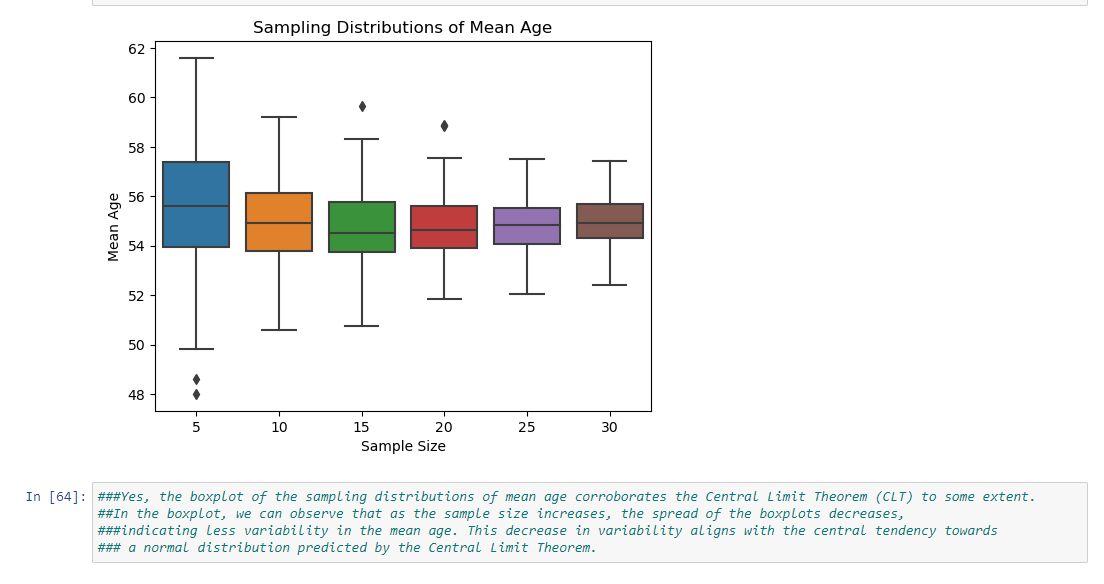 Sampling Distributions of Mean Age
62
60
58
56
54
52
50
48
Mean Age
5 10 15 20 25 30
Sample Size
In [64]: ###Yes, the boxplot of the sampling distributions of mean age corroborates the Central Limit Theorem (CLT) to some extent.
##In the boxplot, we can observe that as the sample size increases, the spread of the boxplots decreases,
###indicating less variability in the mean age. This decrease in variability aligns with the central tendency towards
### a normal distribution predicted by the Central Limit Theorem.